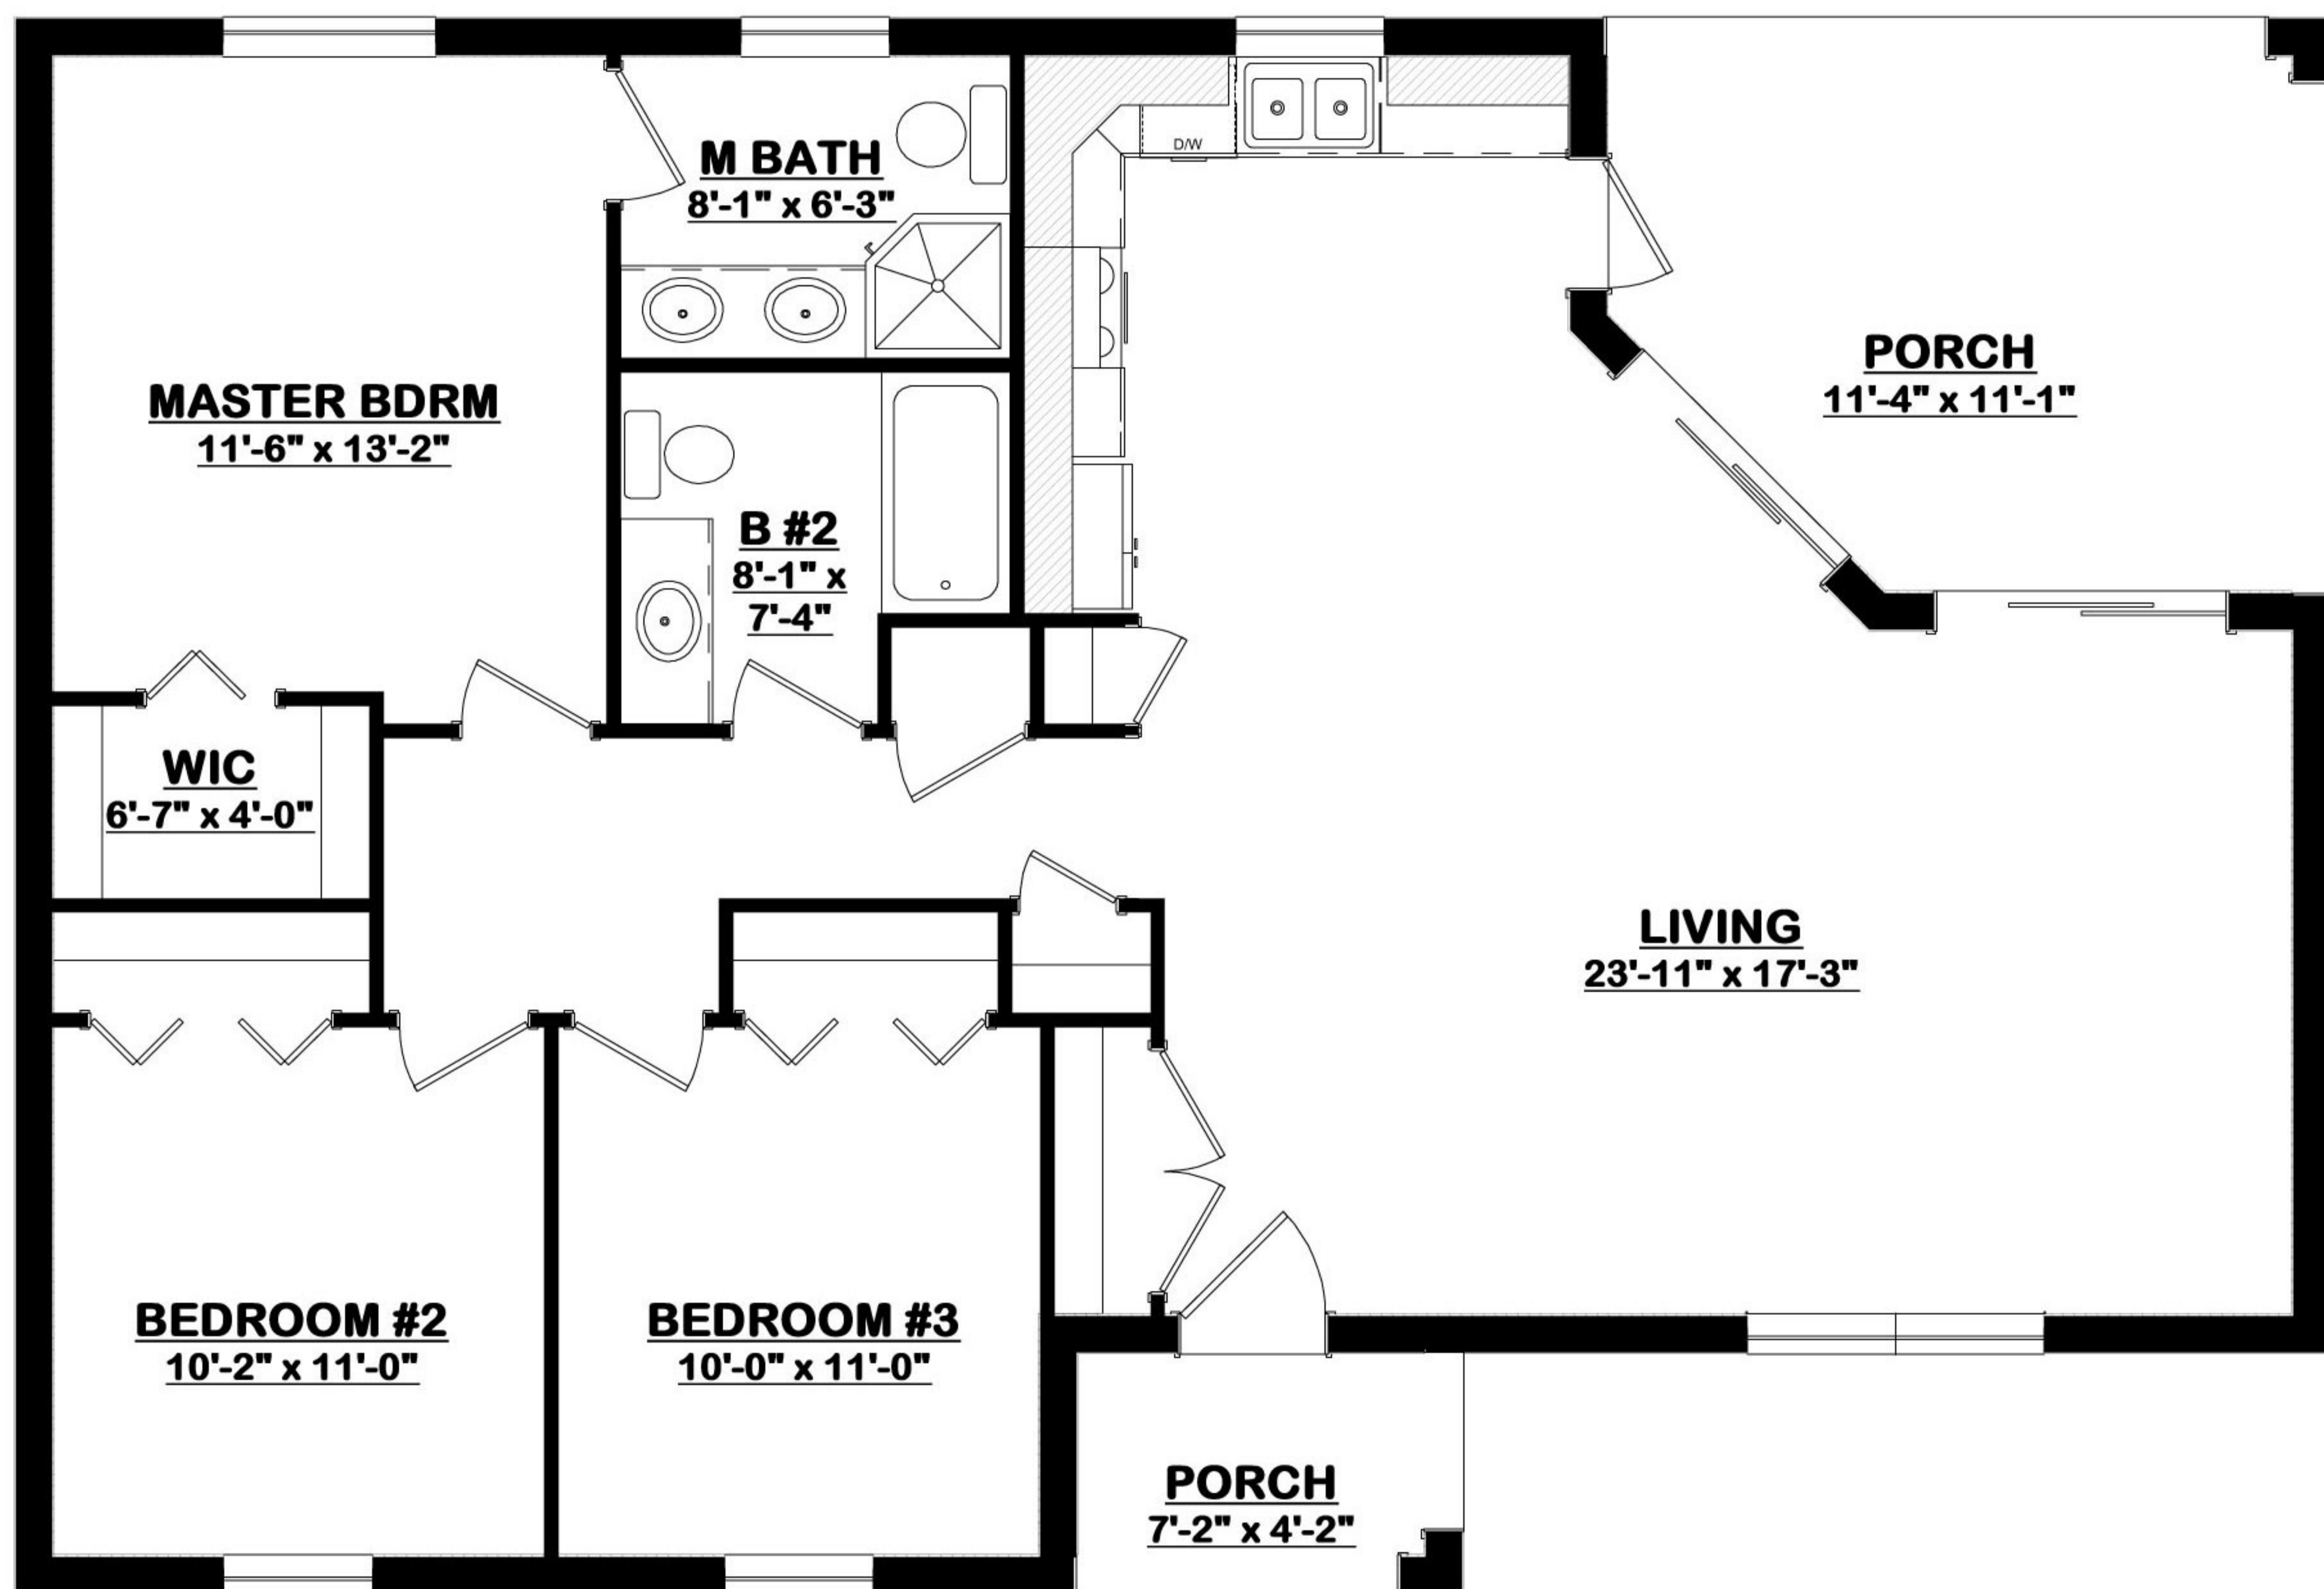 M BATH
8'-1" x 6'-3"
D/W
PORCH
11'-4" x 11'-1"
MASTER BDRM
11'-6" x 13'-2"
B #2
8'-1" x
7'-4"
WIC
6'-7" x 4'-0"
LIVING
23'-11" x 17'-3"
BEDROOM #2
10'-2" x 11'-0"
BEDROOM #3
10'-0" x 11'-0"
PORCH
7'-2" x 4'-2"